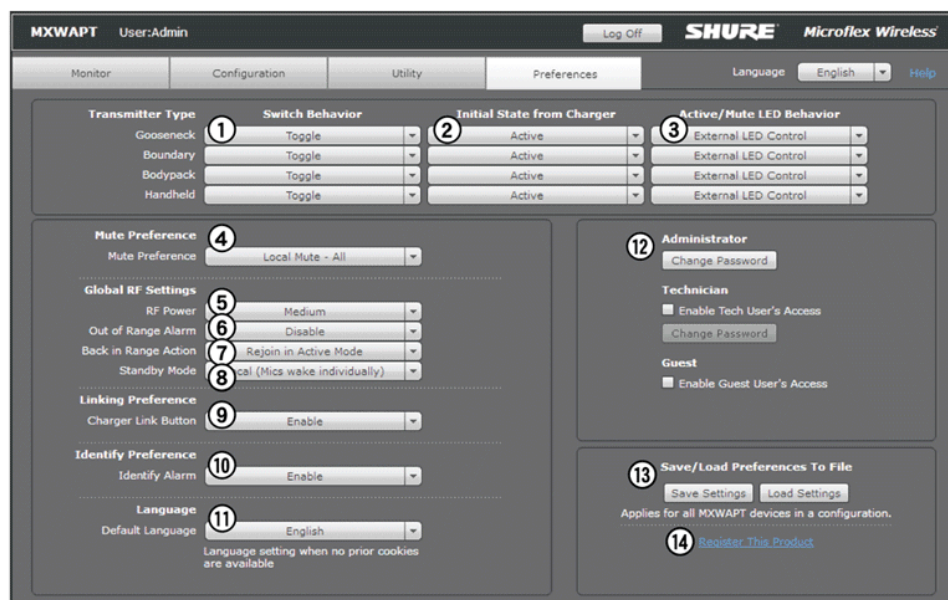 MXWAPT User:Admin Log Off SHURE Microflex Wireless
Monitor Configuration Utility Preferences Language English Help
Transmitter Type Switch Behavior Initial State from Charger Active/Mute LED Behavior
Gooseneck 1 Toggle 2 Active 3 External LED Control
Boundary Toggle Active External LED Control
Bodypack Toggle Active External LED Control
Handheld Toggle Active External LED Control
Mute Preference 4
Mute Preference Local Mute - All
Global RF Settings
RF Power 5 Medium
Out of Range Alarm 6 Disable
Back in Range Action 7 Rejoin in Active Mode
Standby Mode 8 cal (Mics wake individually)
Linking Preference
Charger Link Button 9 Enable
Identify Preference
Identify Alarm 10 Enable
Language
Default Language 11 English
Language setting when no prior cookies
are available
12 Administrator
Change Password
Technician
Enable Tech User's Access
Change Password
Guest
Enable Guest User's Access
13 Save/Load Preferences To File
Save Settings Load Settings
Applies for all MXWAPT devices in a configuration.
14 Register This Product